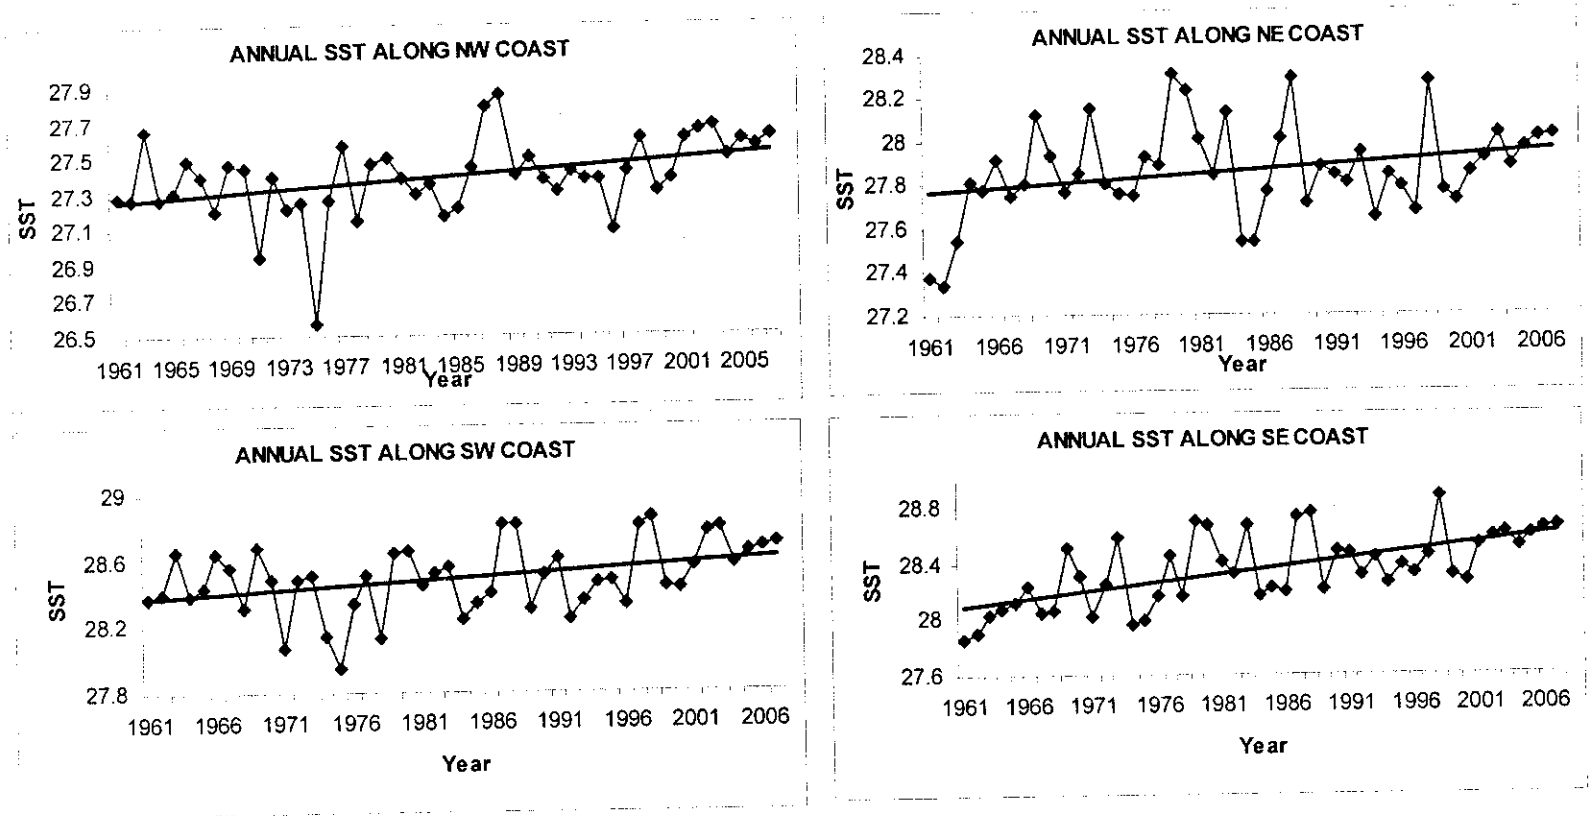 ANNUAL SST ALONG NW COAST
27.9
27.7
27.5
27.3
27.1
26.9
26.7
26.5
SST
1961 1965 1969 1973 1977 1981 1985 1989 1993 1997 2001 2005
Year
ANNUAL SST ALONG NE COAST
28.4
28.2
28
27.8
27.6
27.4
27.2
SST
1961 1966 1971 1976 1981 1986 1991 1996 2001 2006
Year
ANNUAL SST ALONG SW COAST
29
28.6
28.2
27.8
SST
1961 1966 1971 1976 1981 1986 1991 1996 2001 2006
Year
ANNUAL SST ALONG SE COAST
28.8
28.4
28
27.6
SST
1961 1966 1971 1976 1981 1986 1991 1996 2001 2006
Year